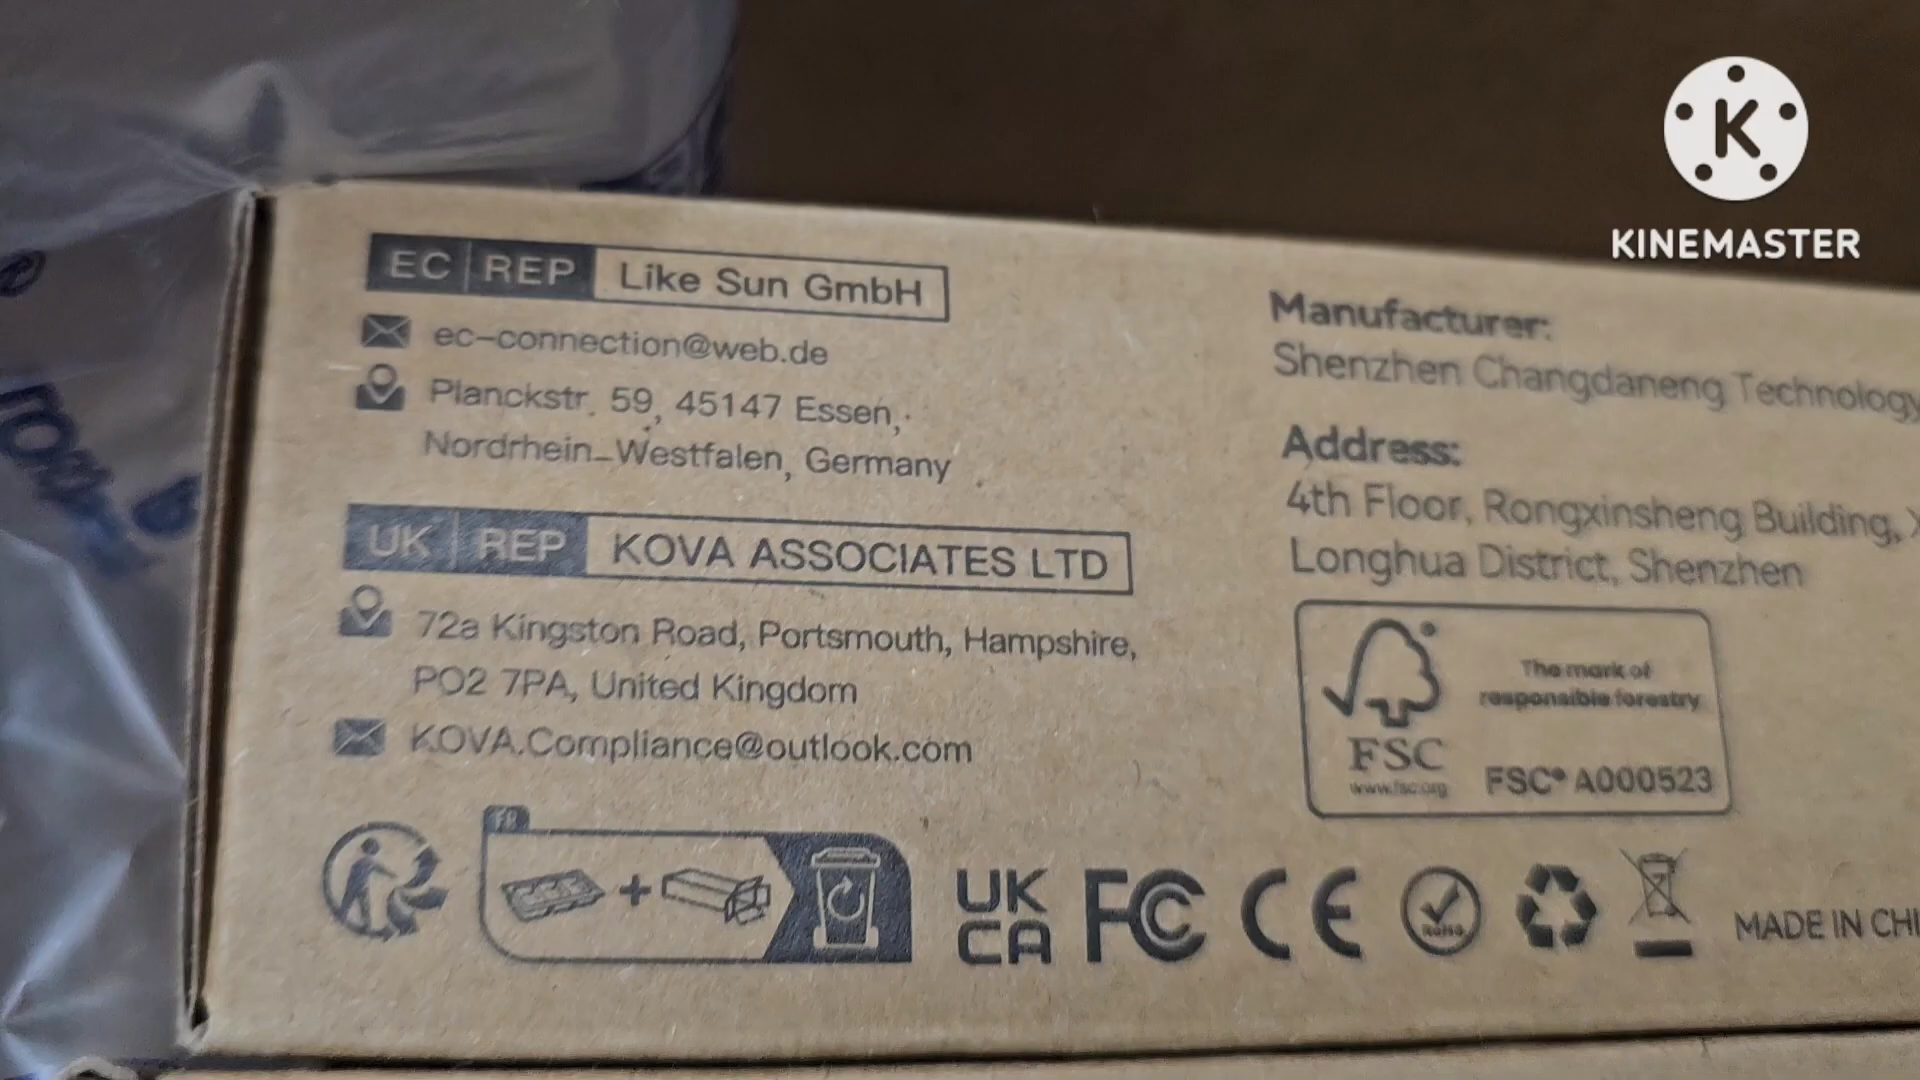 KINEMASTER
EC REP Like Sun GmbH
ec-connection@web.de
Planckstr. 59, 45147 Essen,
Nordrhein-Westfalen, Germany
UK REP KOVA ASSOCIATES LTD
72a Kingston Road, Portsmouth, Hampshire,
PO2 7PA, United Kingdom
KOVA.Compliance@outlook.com
FR
UK
CA
FC
CE
RoHS
Manufacturer:
Shenzhen Changdaneng Technology
Address:
4th Floor, Rongxinsheng Building,
Longhua District, Shenzhen
The mark of
responsible forestry
FSC
www.fsc.org
FSC® A000523
MADE IN CHI